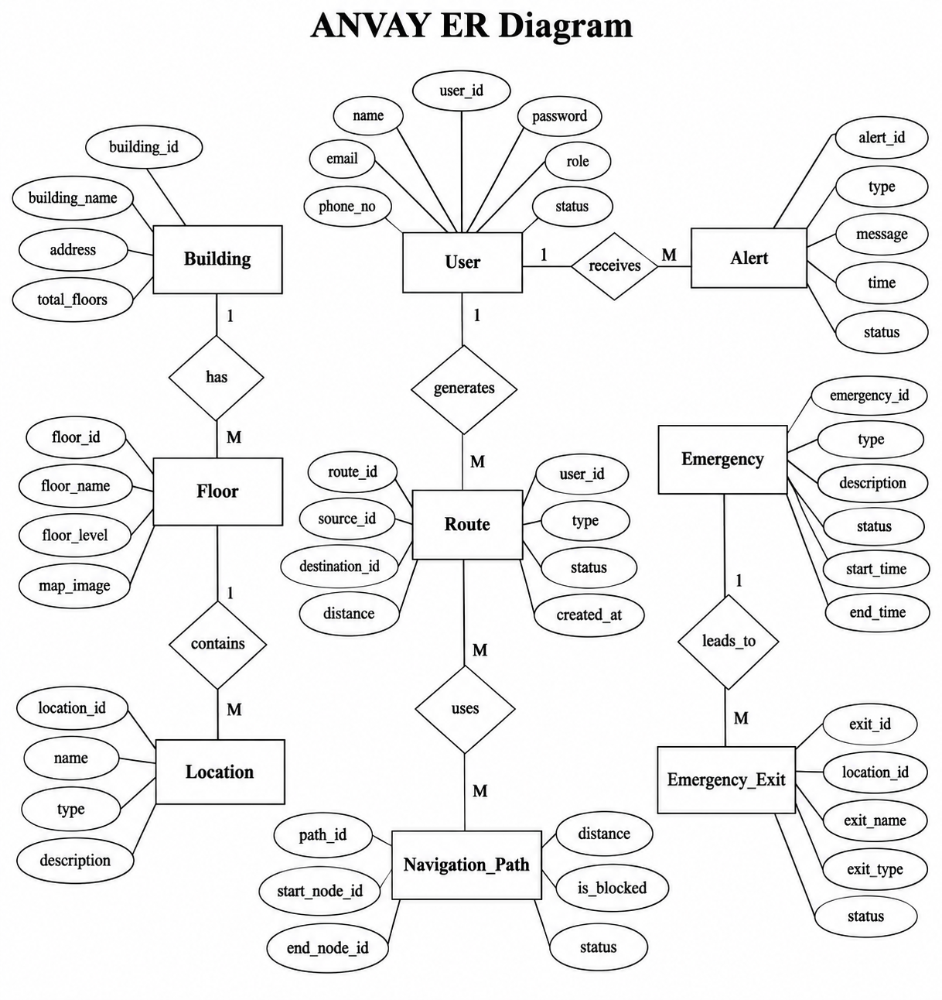 ANVAY ER Diagram
building_id
building_name
address
total_floors
Building
1
has
M
floor_id
floor_name
floor_level
map_image
Floor
1
contains
M
location_id
name
type
description
Location
user_id
name
password
email
role
phone_no
status
User
1
receives
M
Alert
alert_id
type
message
time
status
1
generates
M
route_id
source_id
destination_id
distance
Route
user_id
type
status
created_at
M
uses
M
path_id
start_node_id
end_node_id
Navigation_Path
distance
is_blocked
status
Emergency
emergency_id
type
description
status
start_time
end_time
1
leads_to
M
Emergency_Exit
exit_id
location_id
exit_name
exit_type
status